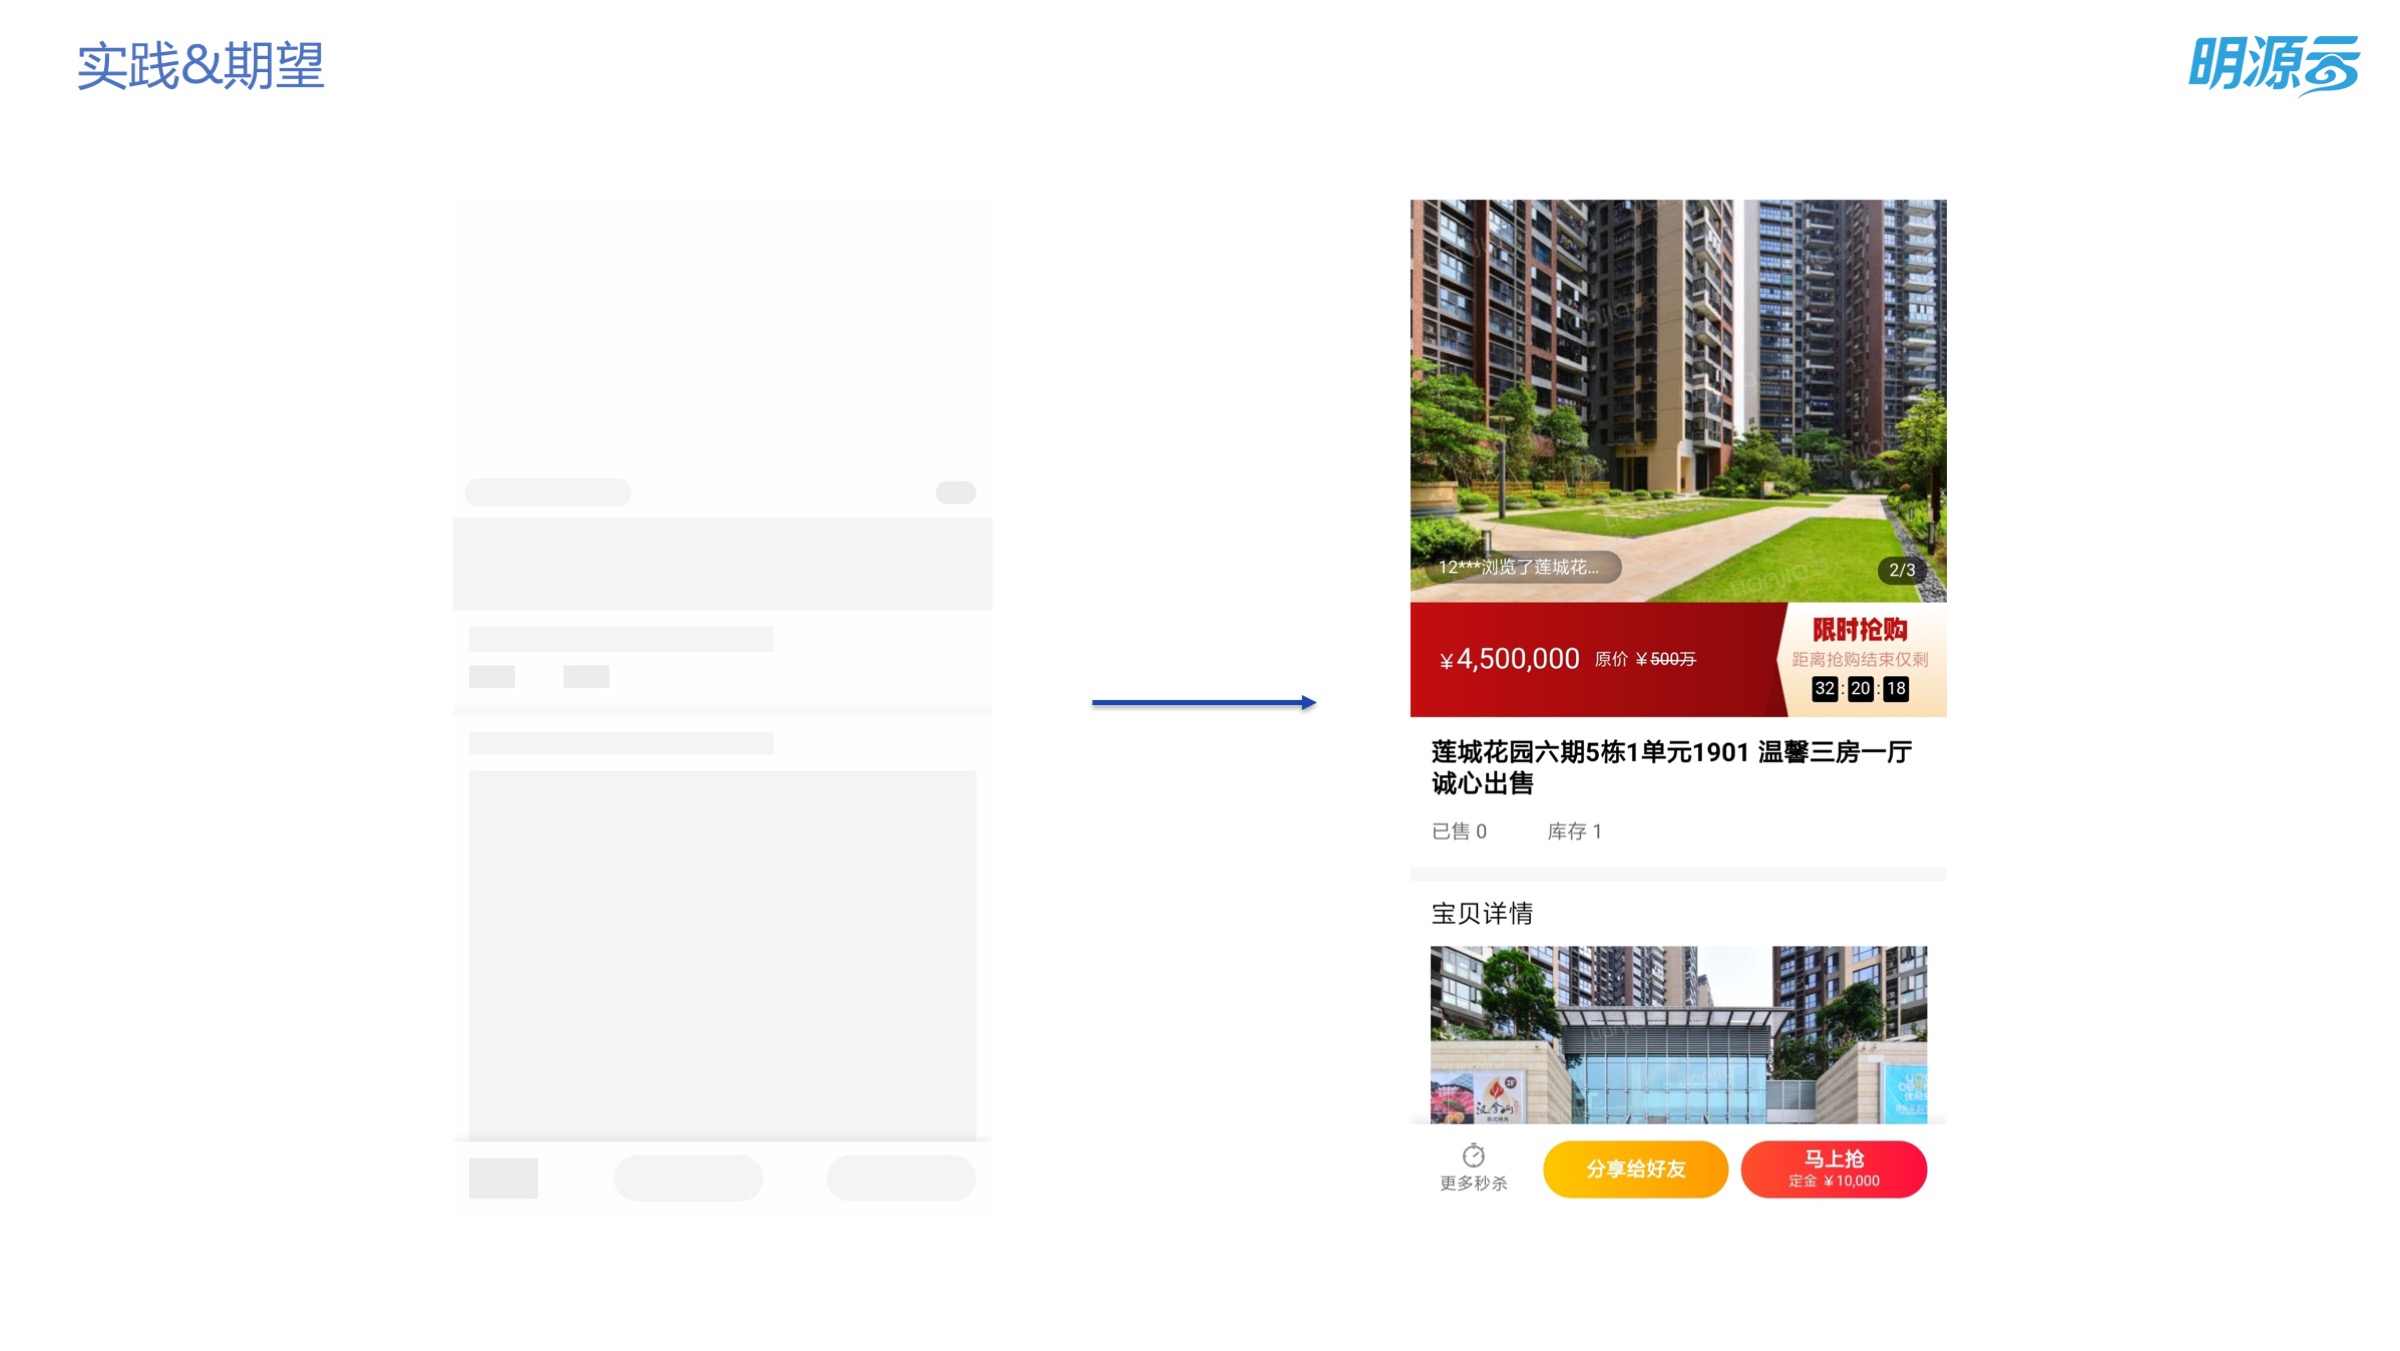 实践&期望
明源云
12***浏览了莲城花...
2/3
¥4,500,000 原价 ¥500万
限时抢购
距离抢购结束仅剩
32:20:18
莲城花园六期5栋1单元1901 温馨三房一厅
诚心出售
已售 0 库存 1
宝贝详情
2F
汉金山
更多秒杀
分享给好友
马上抢
定金 ¥10,000